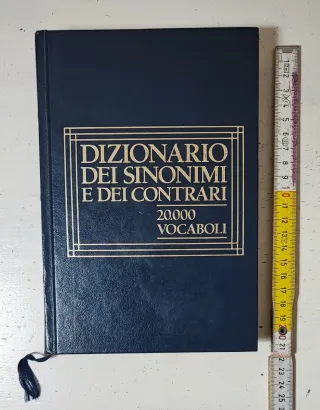 DIZIONARIO
DEI SINONIMI
E DEI CONTRARI
20.000
VOCABOLI